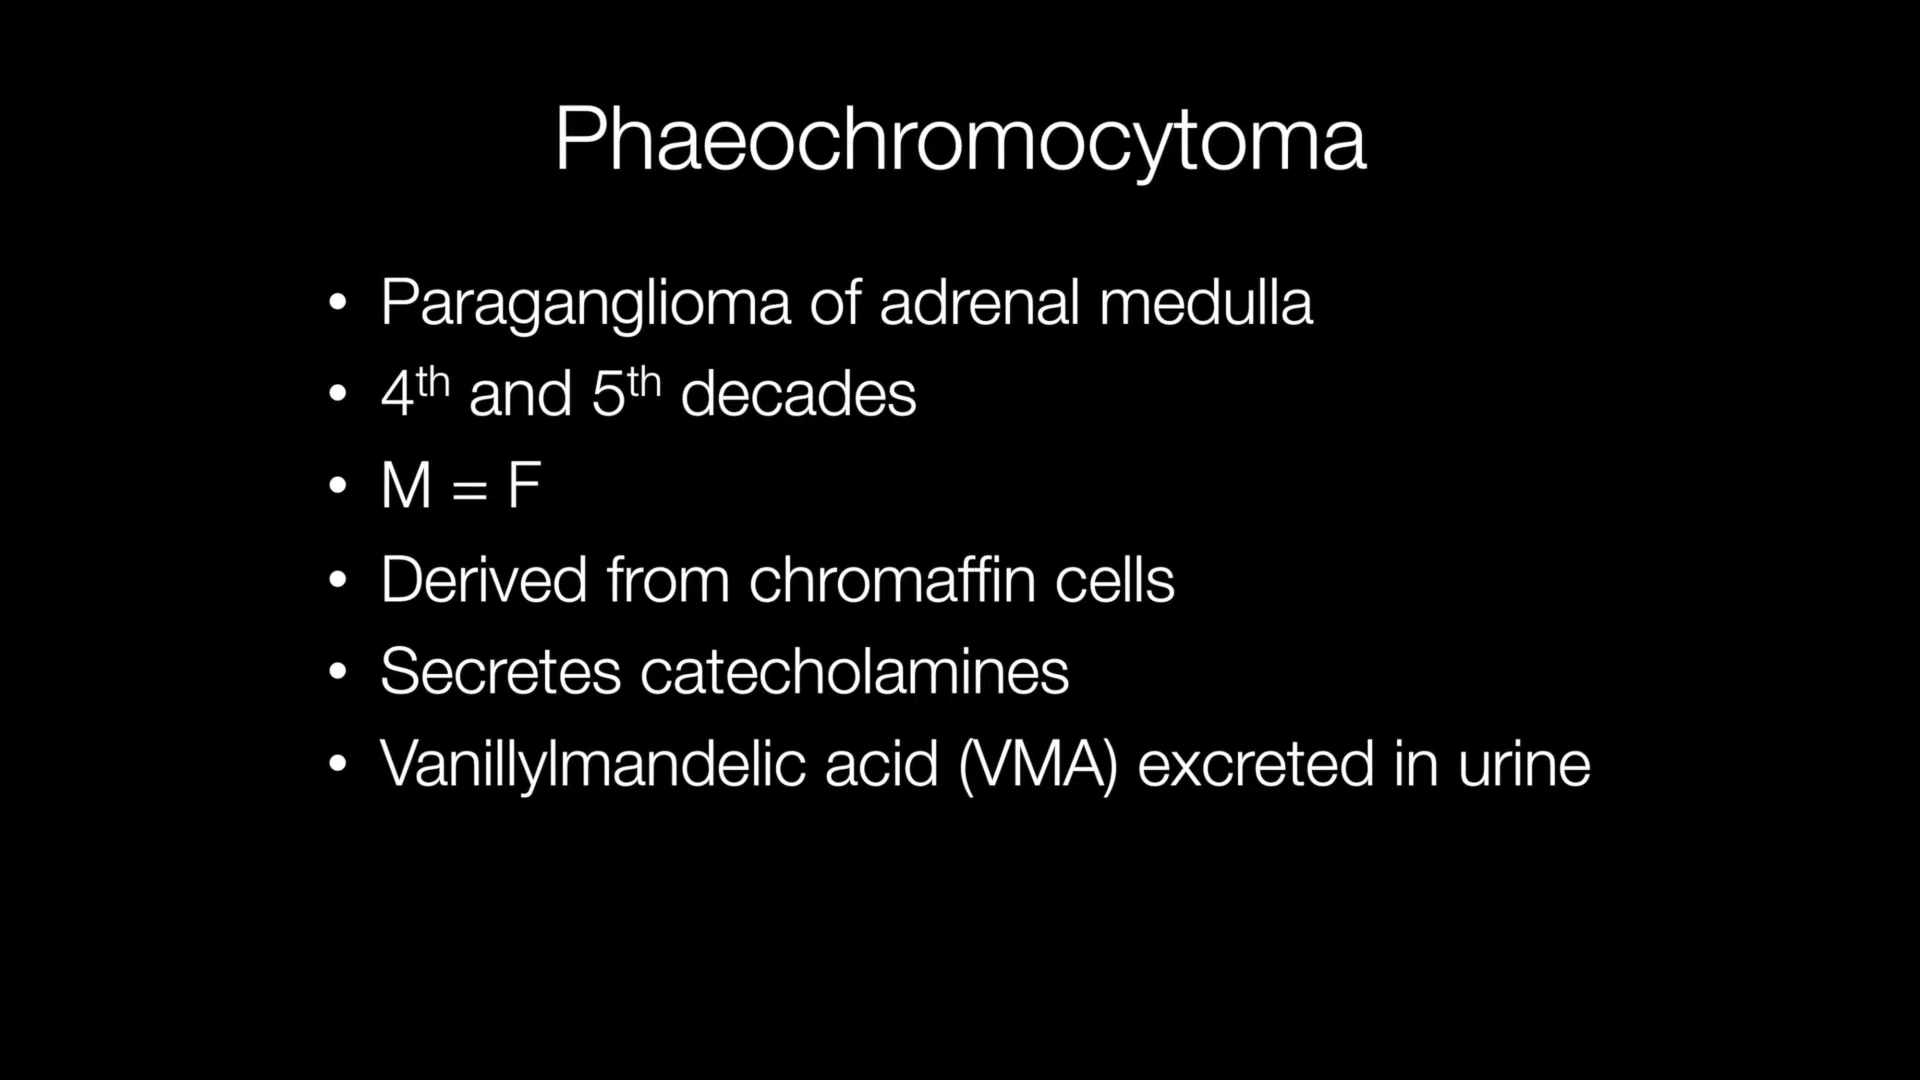 Phaeochromocytoma
• Paraganglioma of adrenal medulla
• 4th and 5th decades
• M = F
• Derived from chromaffin cells
• Secretes catecholamines
• Vanillylmandelic acid (VMA) excreted in urine